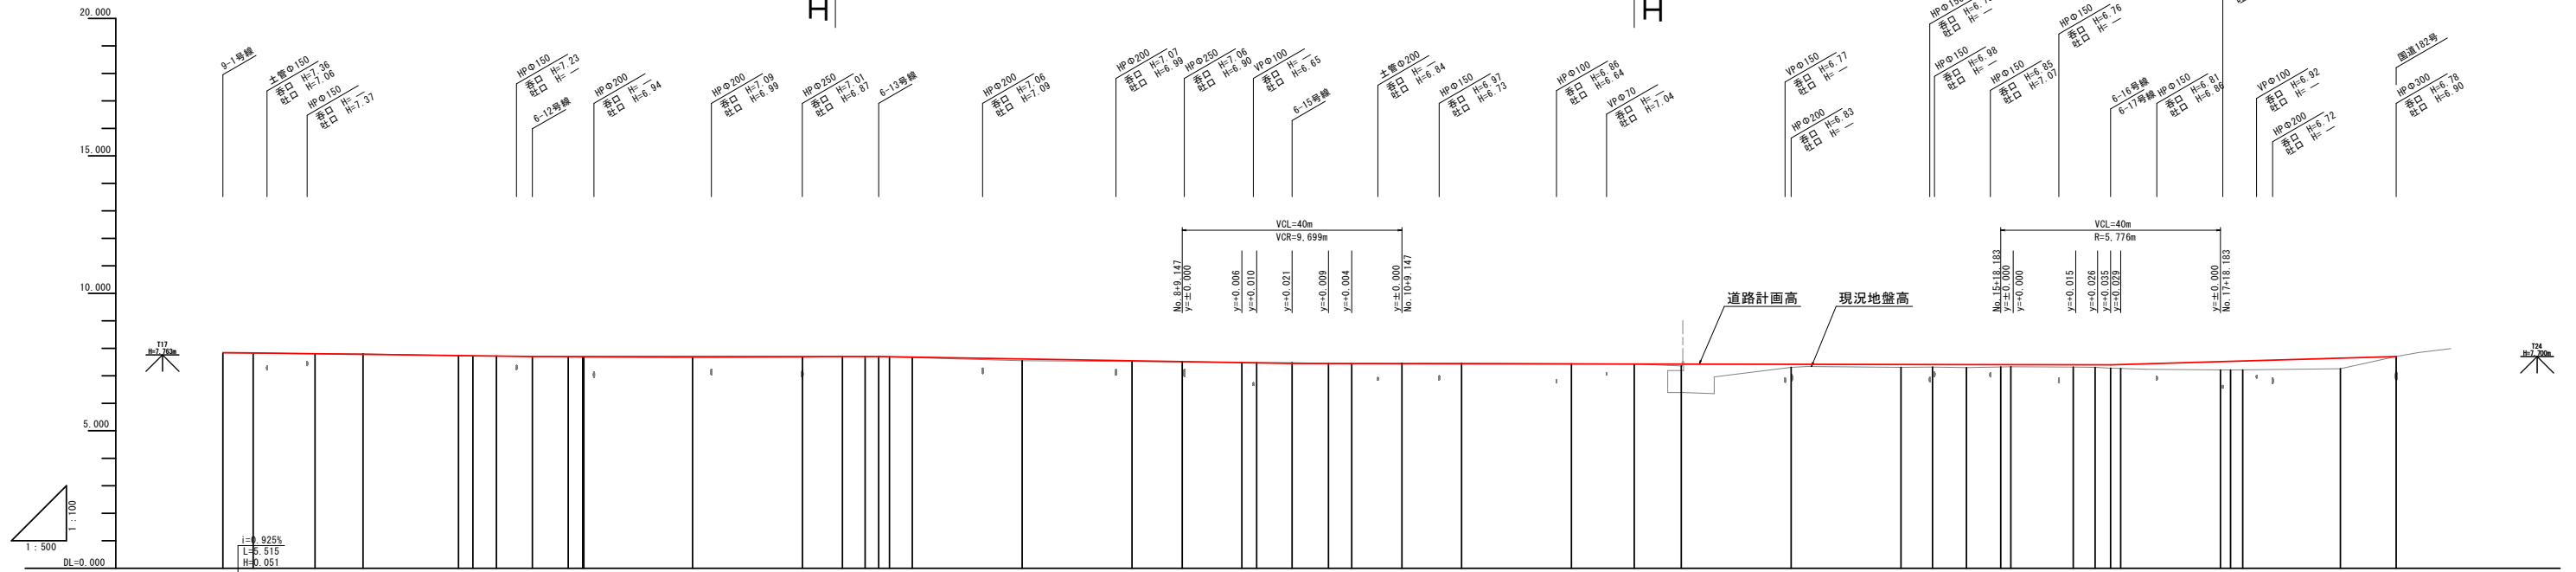 20.000
15.000
10.000
5.000
DL=0.000
H
H
9-1号線
土管Φ150
呑口 H=7.36
吐口 H=7.06
HPΦ150
呑口 H= —
吐口 H=7.37
HPΦ150
呑口 H=7.23
吐口 H= —
6-12号線
HPΦ200
呑口 H= —
吐口 H=6.94
HPΦ200
呑口 H=7.09
吐口 H=6.99
HPΦ250
呑口 H=7.01
吐口 H=6.87
6-13号線
HPΦ200
呑口 H=7.06
吐口 H=7.09
HPΦ200
呑口 H=7.07
吐口 H=6.99
HPΦ250
呑口 H=7.06
吐口 H=6.90
VPΦ100
呑口 H= —
吐口 H=6.65
6-15号線
土管Φ200
呑口 H= —
吐口 H=6.84
HPΦ150
呑口 H=6.97
吐口 H=6.73
HPΦ100
呑口 H=6.86
吐口 H=6.64
VPΦ70
呑口 H= —
吐口 H=7.04
VPΦ150
呑口 H=6.77
吐口 H= —
HPΦ200
呑口 H=6.83
吐口 H= —
HPΦ150
呑口
吐口 H= —
HPΦ150
呑口 H=6.98
吐口 H= —
HPΦ150
呑口 H=6.85
吐口 H=7.07
HPΦ150
呑口 H=6.76
吐口 H= —
6-16号線
6-17号線
HPΦ150
呑口 H=6.81
吐口 H=6.86
VPΦ100
呑口 H=6.92
吐口 H= —
HPΦ200
呑口 H=6.72
吐口 H= —
国道182号
HPΦ300
呑口 H=6.78
吐口 H=6.90
VCL=40m
VCR=9,699m
No.8+9.147
y=±0.000
y=+0.006
y=+0.010
y=+0.021
y=+0.009
y=+0.004
y=±0.000
No.10+9.147
VCL=40m
R=5,776m
No.15+18.183
y=±0.000
y=+0.000
y=+0.015
y=+0.026
y=+0.035
y=+0.029
y=±0.000
No.17+18.183
道路計画高
現況地盤高
T17
H=7.763m
T24
H=7.700m
1 : 100
1 : 500
i=0.925%
L=5.515
H=0.051